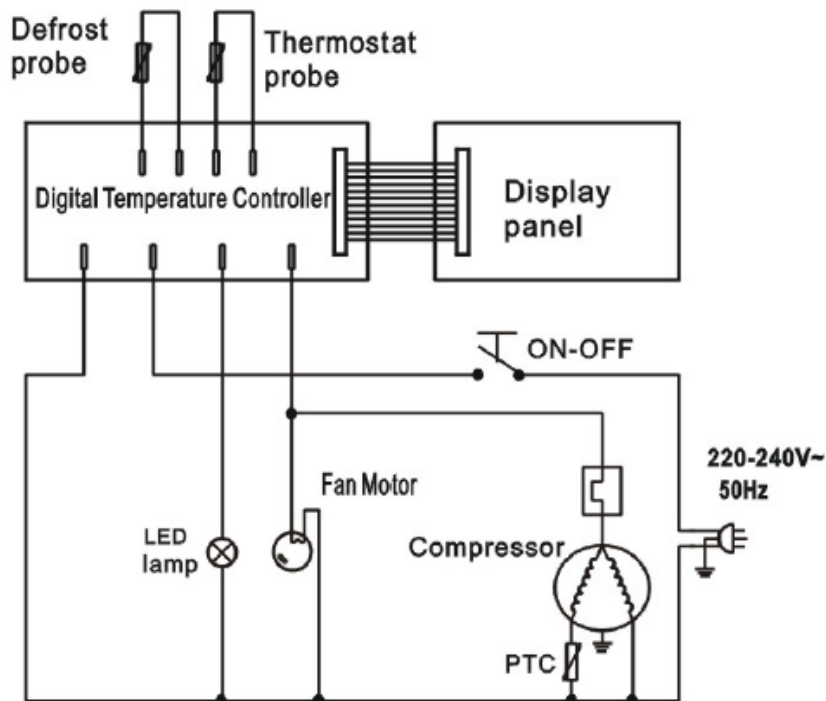 Defrost
probe
Thermostat
probe
Digital Temperature Controller
Display
panel
ON-OFF
220-240V~
50Hz
Fan Motor
LED
lamp
Compressor
PTC